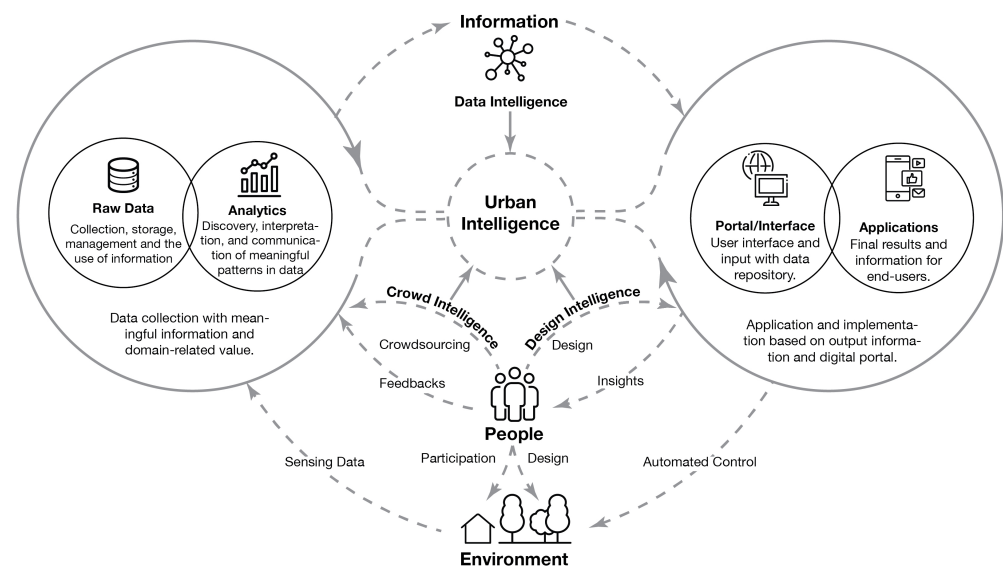 Information
Data Intelligence
Urban
Intelligence
Raw Data
Collection, storage,
management and the
use of information
Analytics
Discovery, interpreta-
tion, and communica-
tion of meaningful
patterns in data.
Data collection with mean-
ingful information and
domain-related value.
Portal/Interface
User interface and
input with data
repository.
Applications
Final results and
information for
end-users.
Application and implementa-
tion based on output informa-
tion and digital portal.
Crowd Intelligence
Design Intelligence
Crowdsourcing
Design
Feedbacks
Insights
People
Participation
Design
Sensing Data
Automated Control
Environment